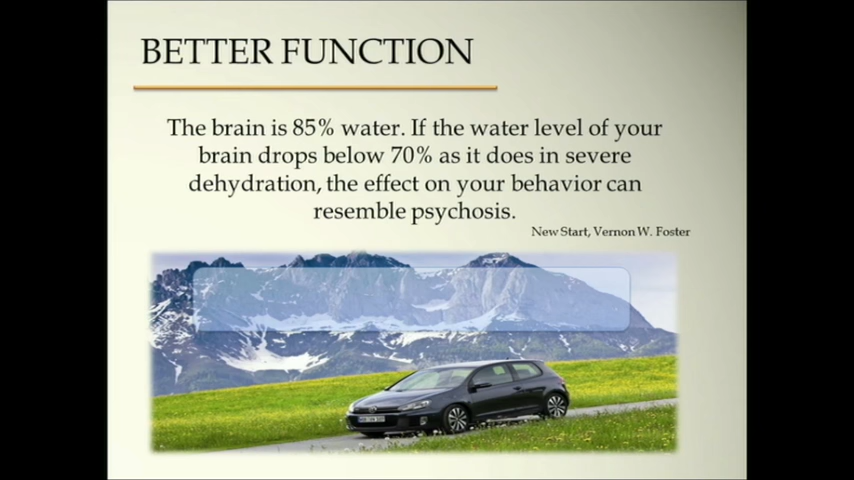 BETTER FUNCTION
The brain is 85% water. If the water level of your
brain drops below 70% as it does in severe
dehydration, the effect on your behavior can
resemble psychosis.
New Start, Vernon W. Foster